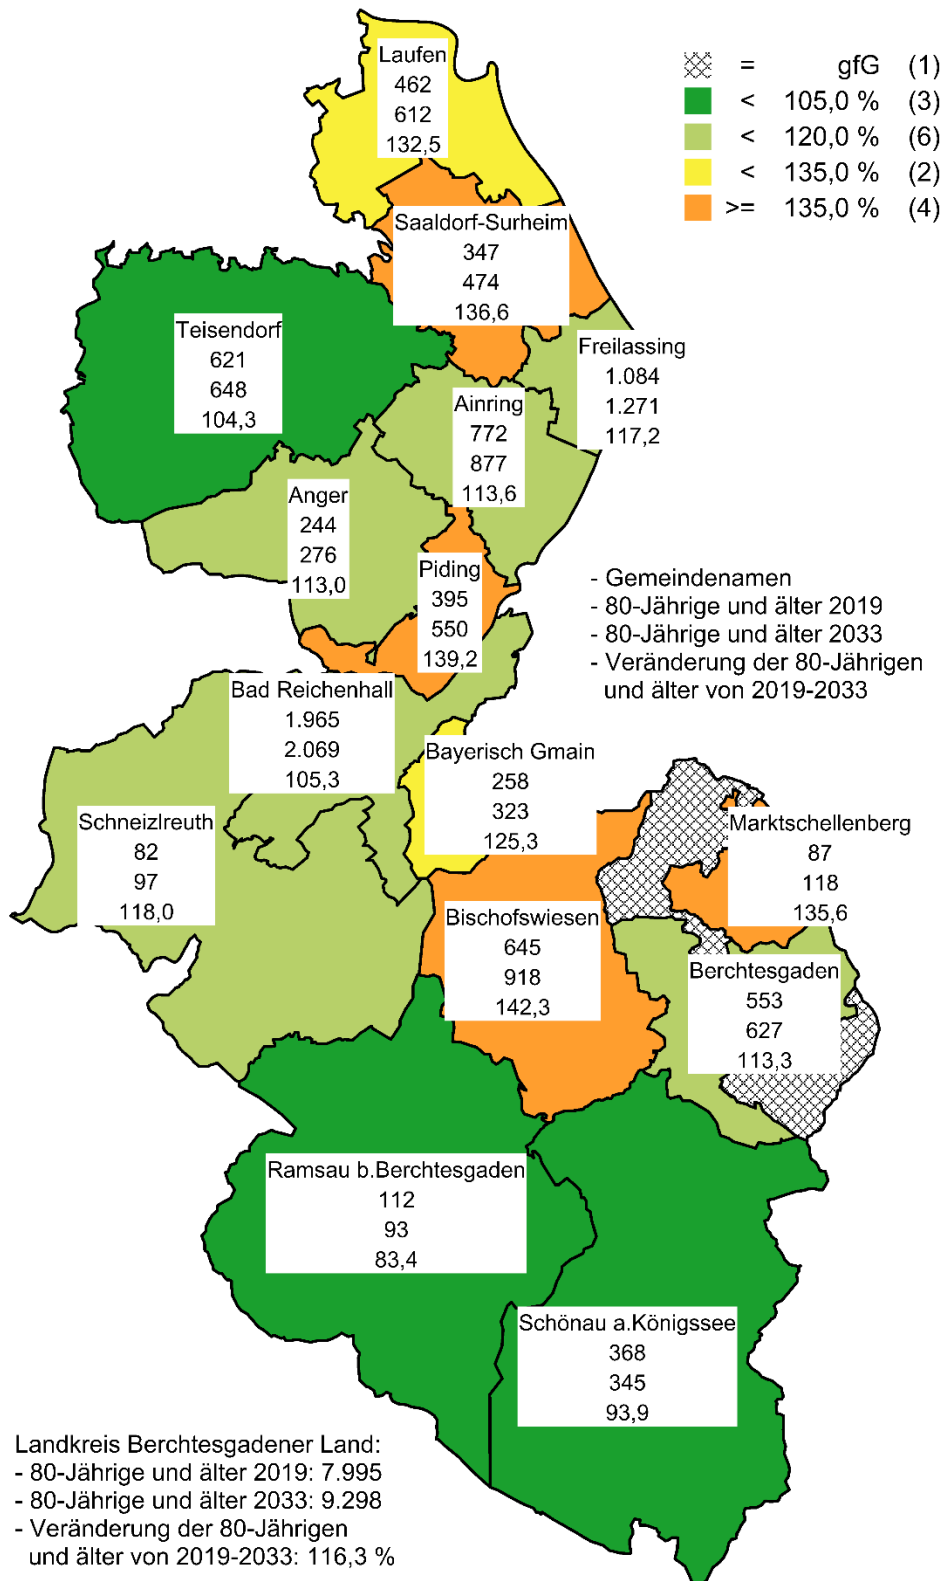 Laufen
462
612
132,5
= gfG (1)
< 105,0 % (3)
< 120,0 % (6)
< 135,0 % (2)
>= 135,0 % (4)
Saaldorf-Surheim
347
474
136,6
Teisendorf
621
648
104,3
Freilassing
1.084
1.271
117,2
Ainring
772
877
113,6
Anger
244
276
113,0
Piding
395
550
139,2
- Gemeindenamen
- 80-Jährige und älter 2019
- 80-Jährige und älter 2033
- Veränderung der 80-Jährigen
und älter von 2019-2033
Bad Reichenhall
1.965
2.069
105,3
Bayerisch Gmain
258
323
125,3
Schneizlreuth
82
97
118,0
Marktschellenberg
87
118
135,6
Bischofswiesen
645
918
142,3
Berchtesgaden
553
627
113,3
Ramsau b.Berchtesgaden
112
93
83,4
Schönau a.Königssee
368
345
93,9
Landkreis Berchtesgadener Land:
- 80-Jährige und älter 2019: 7.995
- 80-Jährige und älter 2033: 9.298
- Veränderung der 80-Jährigen
und älter von 2019-2033: 116,3 %